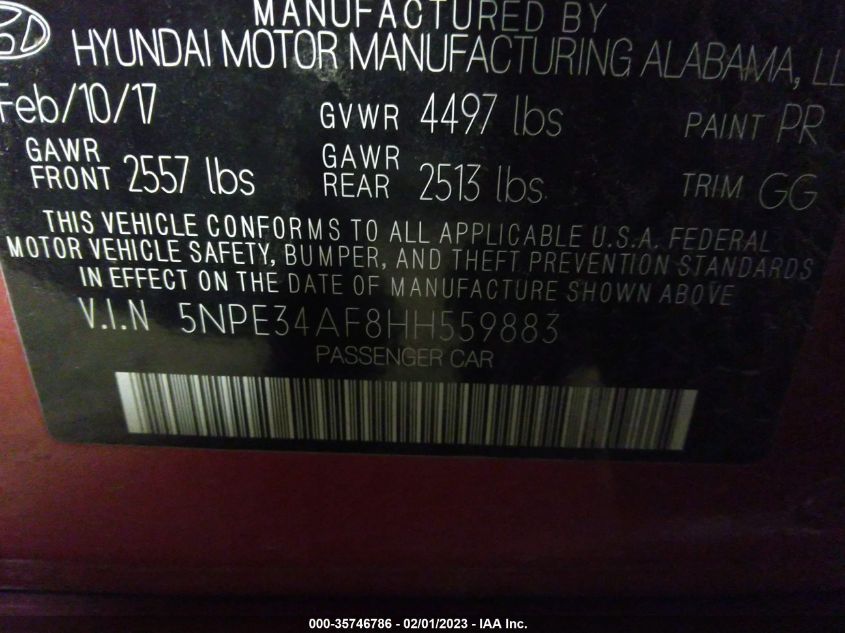 MANUFACTURED BY
HYUNDAI MOTOR MANUFACTURING ALABAMA, LL
Feb/10/17 GVWR 4497 lbs PAINT PR
GAWR FRONT 2557 lbs GAWR REAR 2513 lbs TRIM GG
THIS VEHICLE CONFORMS TO ALL APPLICABLE U.S.A. FEDERAL
MOTOR VEHICLE SAFETY, BUMPER, AND THEFT PREVENTION STANDARDS
IN EFFECT ON THE DATE OF MANUFACTURE SHOWN ABOVE
V.I.N 5NPE34AF8HH559883
PASSENGER CAR
000-35746786 - 02/01/2023 - IAA Inc.